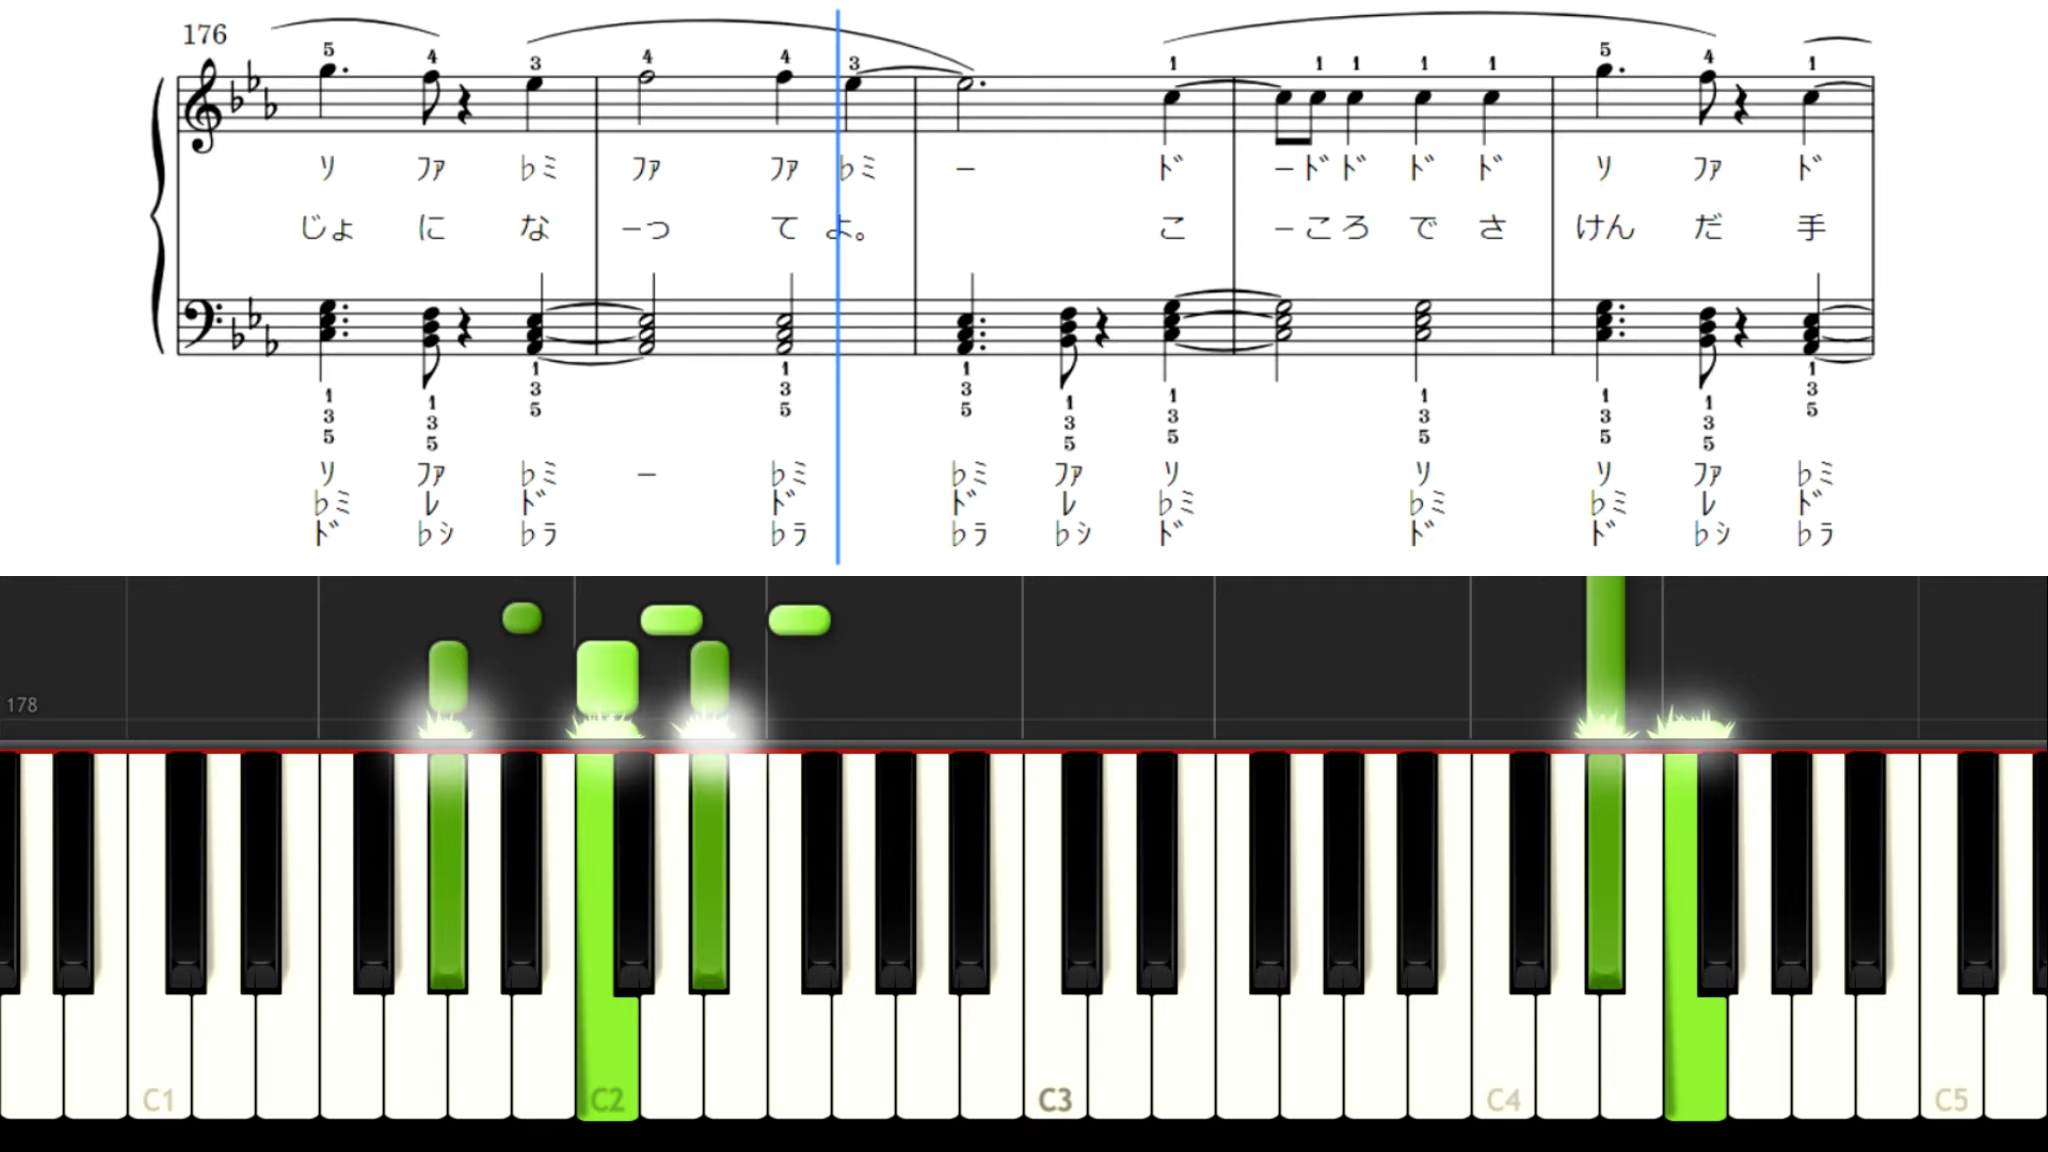 176
5 4 3 4 4 3 1 1 1 1 1 5 4 1
ﾘ ﾌｧ ♭ﾐ ﾌｧ ﾌｧ ♭ﾐ – ﾄﾞ –ﾄﾞ ﾄﾞ ﾄﾞ ﾄﾞ ﾘ ﾌｧ ﾄﾞ
じょ に な –っ て よ。 こ –ころ で さ けん だ 手
1 1 1 1 1 1 1 1 1 1 1
3 3 3 3 3 3 3 3 3 3 3
5 5 5 5 5 5 5 5 5 5 5
ﾘ ﾌｧ ♭ﾐ – ♭ﾐ ♭ﾐ ﾌｧ ﾘ ﾘ ﾘ ﾌｧ ♭ﾐ
♭ﾐ ﾚ ﾄﾞ ﾄﾞ ﾄﾞ ﾚ ♭ﾐ ♭ﾐ ♭ﾐ ﾚ ﾄﾞ
ﾄﾞ ♭ｼ ♭ﾗ ♭ﾗ ♭ﾗ ♭ｼ ﾄﾞ ﾄﾞ ﾄﾞ ♭ｼ ♭ﾗ
178
C1 C2 C3 C4 C5